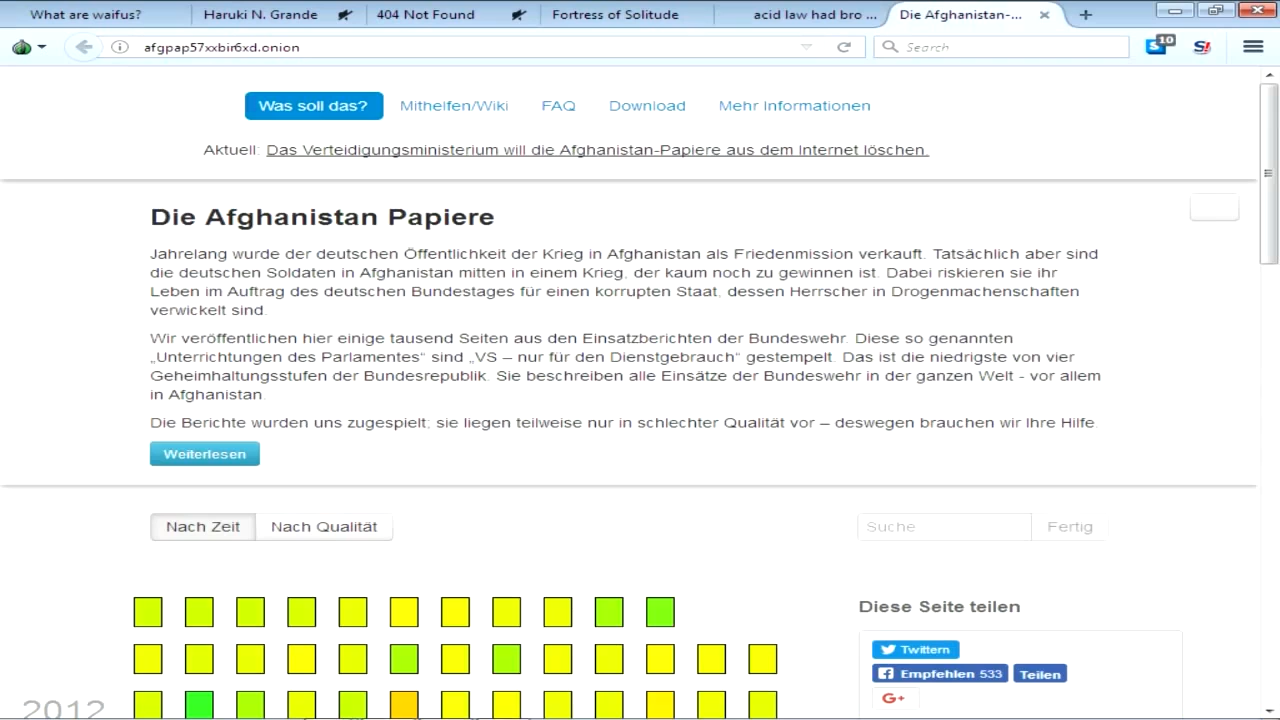 What are waifus?
Haruki N. Grande
404 Not Found
Fortress of Solitude
acid law had bro ...
Die Afghanistan-...
afgpap57xxbir6xd.onion
Search
10
S!
Was soll das?
Mithelfen/Wiki
FAQ
Download
Mehr Informationen
Aktuell: Das Verteidigungsministerium will die Afghanistan-Papiere aus dem Internet löschen.
Die Afghanistan Papiere
Jahrelang wurde der deutschen Öffentlichkeit der Krieg in Afghanistan als Friedenmission verkauft. Tatsächlich aber sind
die deutschen Soldaten in Afghanistan mitten in einem Krieg, der kaum noch zu gewinnen ist. Dabei riskieren sie ihr
Leben im Auftrag des deutschen Bundestages für einen korrupten Staat, dessen Herrscher in Drogenmachenschaften
verwickelt sind.
Wir veröffentlichen hier einige tausend Seiten aus den Einsatzberichten der Bundeswehr. Diese so genannten
„Unterrichtungen des Parlamentes“ sind „VS – nur für den Dienstgebrauch“ gestempelt. Das ist die niedrigste von vier
Geheimhaltungsstufen der Bundesrepublik. Sie beschreiben alle Einsätze der Bundeswehr in der ganzen Welt - vor allem
in Afghanistan.
Die Berichte wurden uns zugespielt; sie liegen teilweise nur in schlechter Qualität vor – deswegen brauchen wir Ihre Hilfe.
Weiterlesen
Nach Zeit
Nach Qualität
Suche
Fertig
Diese Seite teilen
Twittern
Empfehlen 533
Teilen
G+
2012